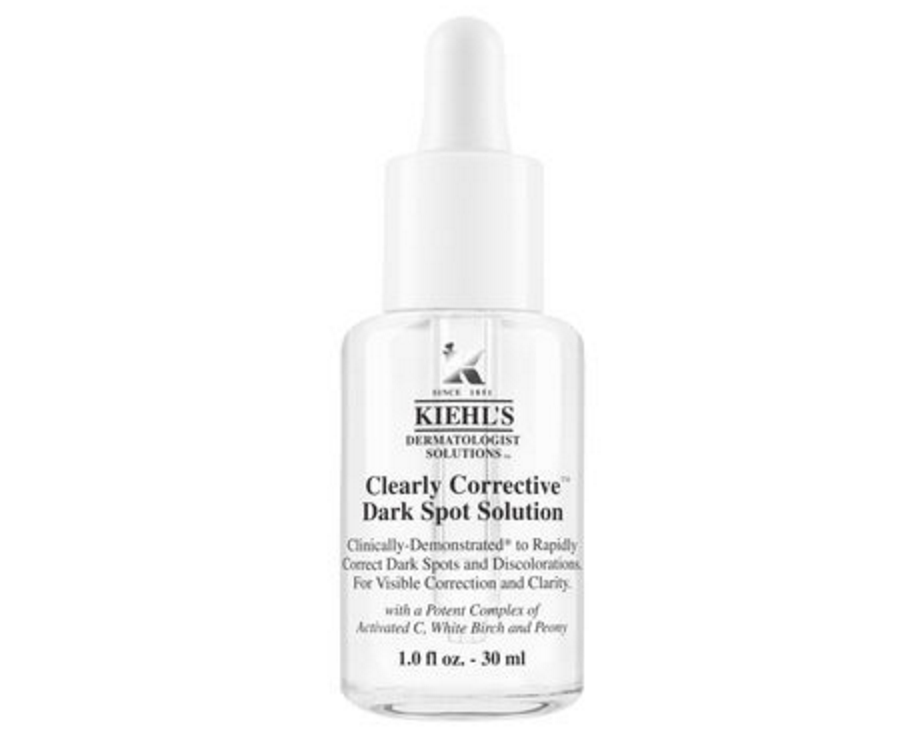 K
SINCE 1851
KIEHL'S
DERMATOLOGIST
SOLUTIONS™
Clearly Corrective™
Dark Spot Solution
Clinically-Demonstrated* to Rapidly
Correct Dark Spots and Discolorations.
For Visible Correction and Clarity.
with a Potent Complex of
Activated C, White Birch and Peony
1.0 fl oz. - 30 ml